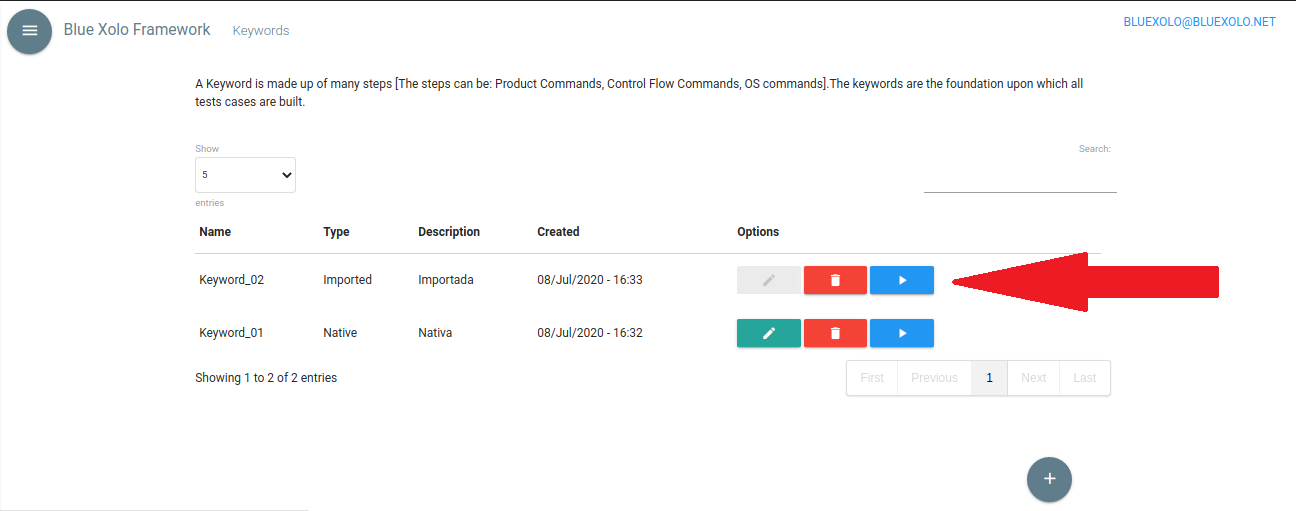 Blue Xolo Framework Keywords BLUEXOLO@BLUEXOLO.NET
A Keyword is made up of many steps [The steps can be: Product Commands, Control Flow Commands, OS commands].The keywords are the foundation upon which all
tests cases are built.
Show Search:
5
entries
Name Type Description Created Options
Keyword_02 Imported Importada 08/Jul/2020 - 16:33
Keyword_01 Native Nativa 08/Jul/2020 - 16:32
Showing 1 to 2 of 2 entries First Previous 1 Next Last
+